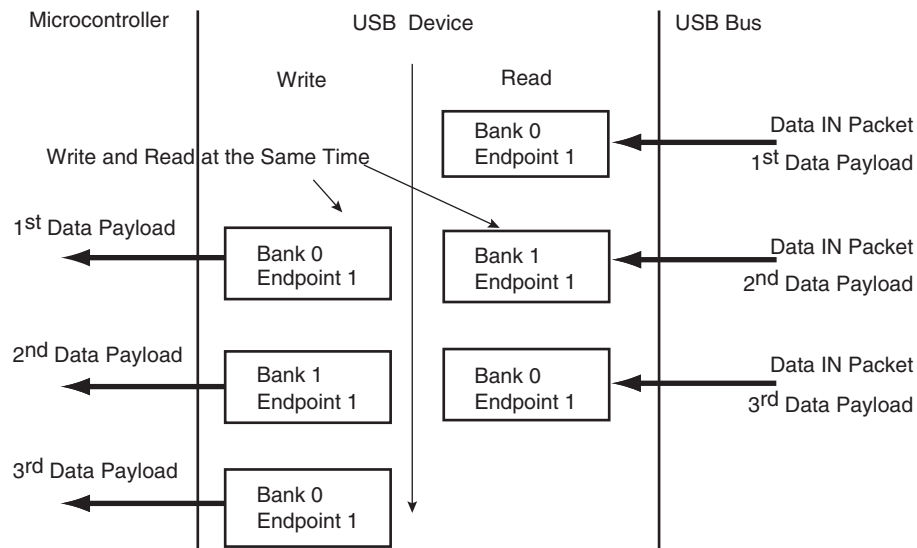 Microcontroller
USB Device
USB Bus
Write
Read
Bank 0
Endpoint 1
Data IN Packet
1st Data Payload
Write and Read at the Same Time
1st Data Payload
Bank 0
Endpoint 1
Bank 1
Endpoint 1
Data IN Packet
2nd Data Payload
2nd Data Payload
Bank 1
Endpoint 1
Bank 0
Endpoint 1
Data IN Packet
3rd Data Payload
3rd Data Payload
Bank 0
Endpoint 1